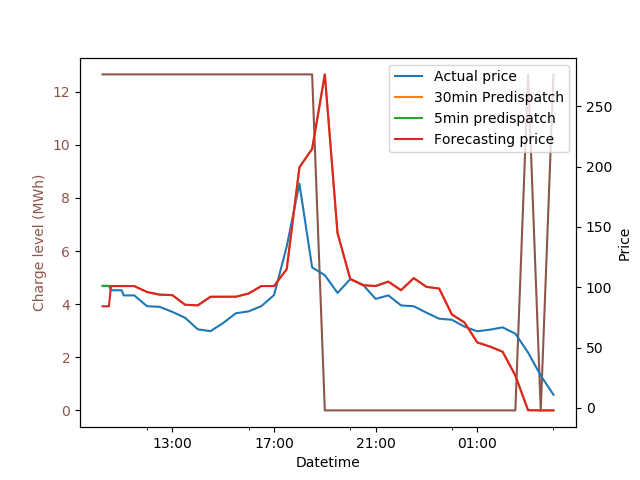 Actual price
30min Predispatch
5min predispatch
Forecasting price
12
10
8
6
4
2
0
Charge level (MWh)
250
200
150
100
50
0
Price
13:00
17:00
21:00
01:00
Datetime